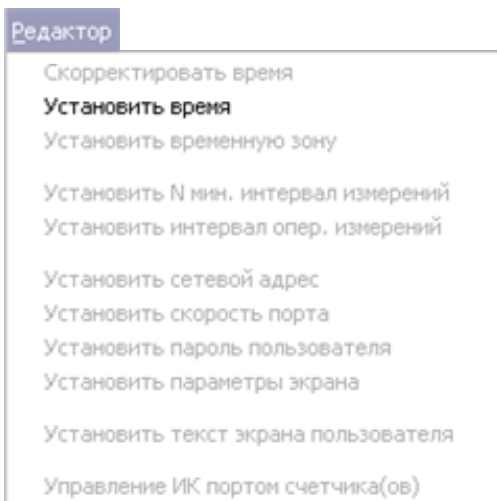 Редактор
Скорректировать время
Установить время
Установить временную зону
Установить N мин. интервал измерений
Установить интервал опер. измерений
Установить сетевой адрес
Установить скорость порта
Установить пароль пользователя
Установить параметры экрана
Установить текст экрана пользователя
Управление ИК портом счетчика(ов)